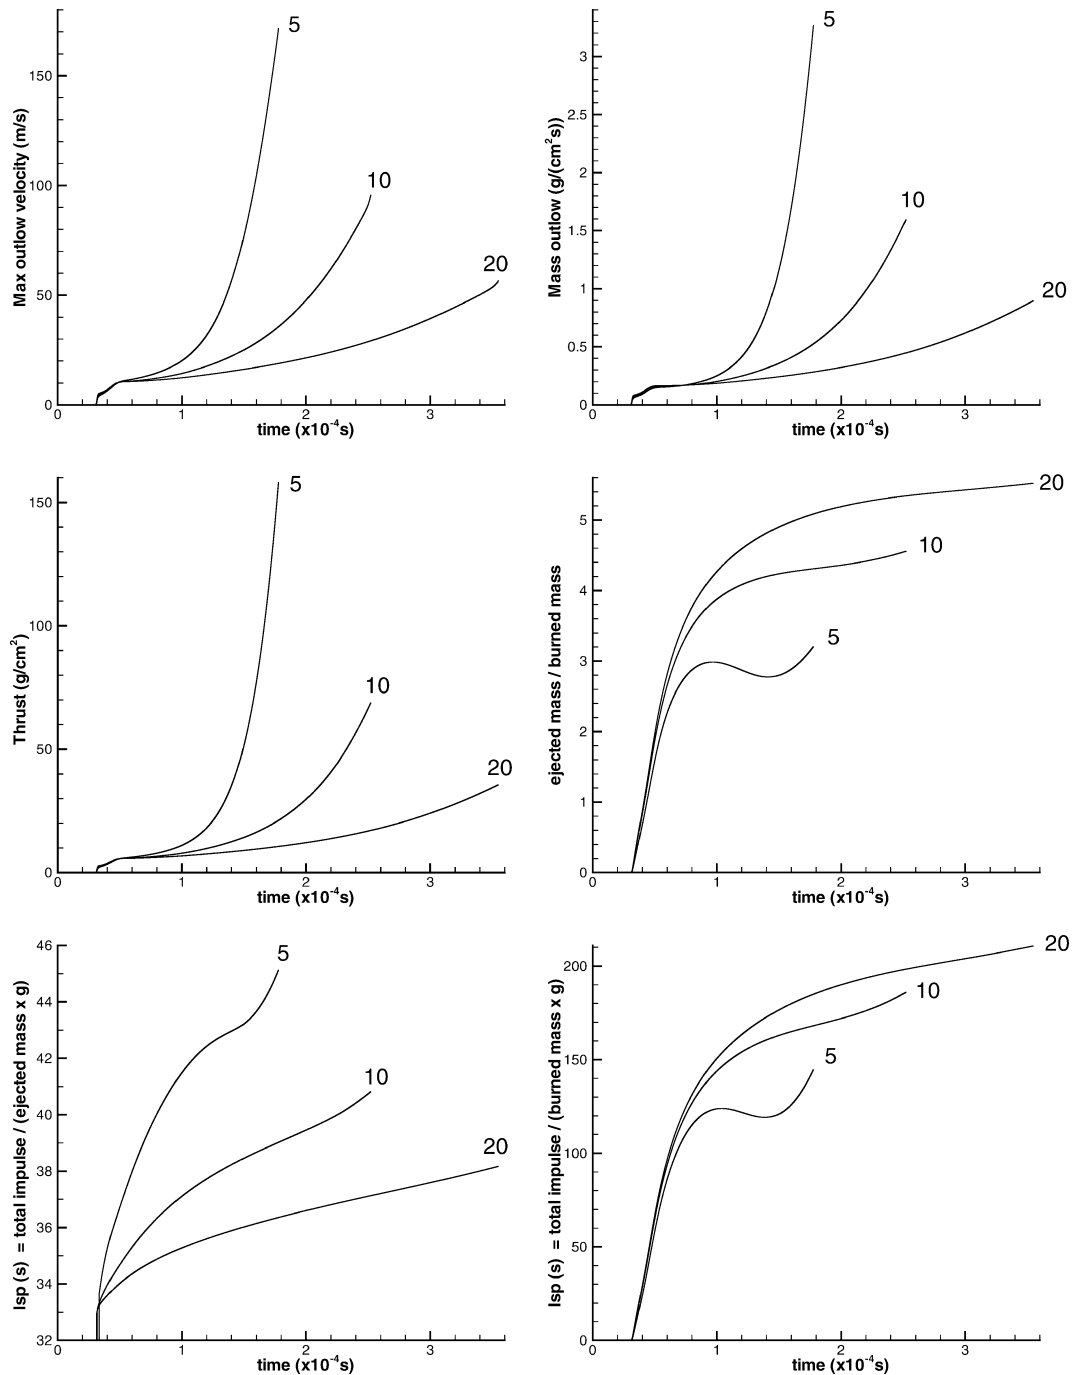 Max outlow velocity (m/s)
150
100
50
0
0 1 2 3
time (x10⁻⁴s)
5
10
20
Mass outlow (g/(cm²s))
3
2.5
2
1.5
1
0.5
0
0 1 2 3
time (x10⁻⁴s)
5
10
20
Thrust (g/cm²)
150
100
50
0
0 1 2 3
time (x10⁻⁴s)
5
10
20
ejected mass / burned mass
5
4
3
2
1
0
0 1 2 3
time (x10⁻⁴s)
20
10
5
Isp (s) = total impulse / (ejected mass x g)
46
44
42
40
38
36
34
32
0 1 2 3
time (x10⁻⁴s)
5
10
20
Isp (s) = total impulse / (burned mass x g)
200
150
100
50
0
0 1 2 3
time (x10⁻⁴s)
20
10
5